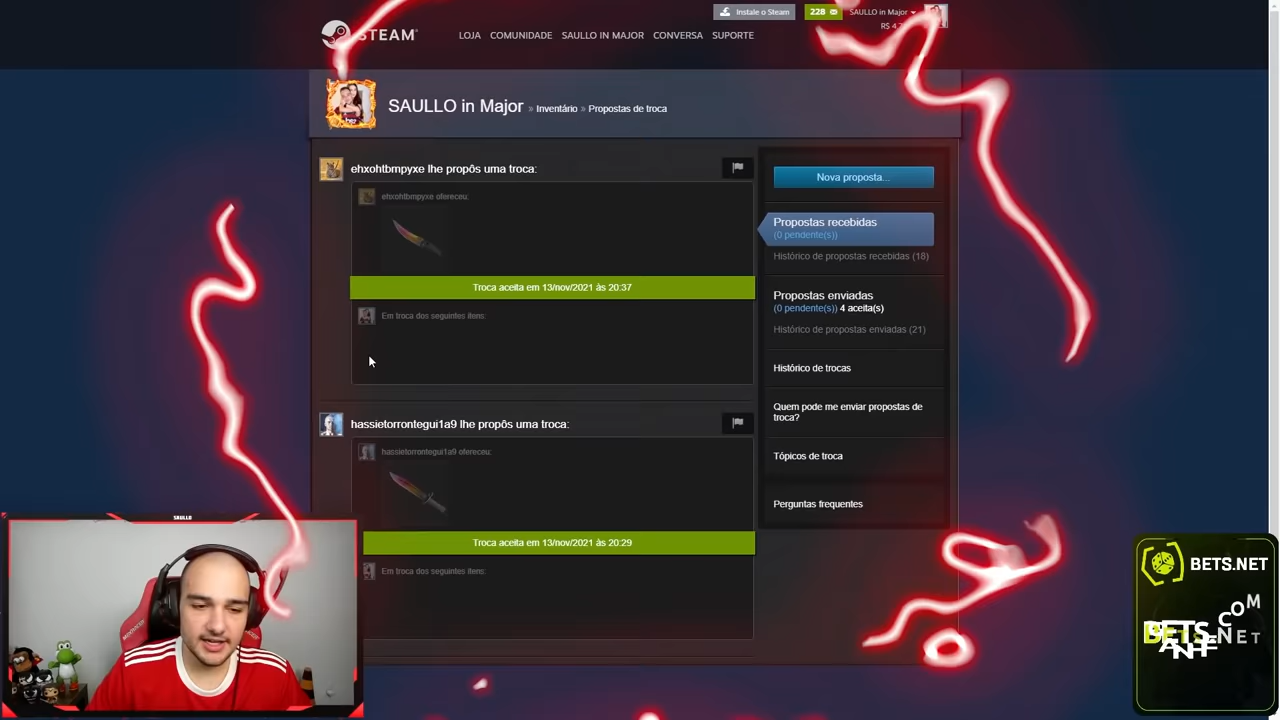 Instale o Steam
228
SAULLO in Major
STEAM
LOJA
COMUNIDADE
SAULLO IN MAJOR
CONVERSA
SUPORTE
SAULLO in Major » Inventário » Propostas de troca
ehxohtbmpyxe lhe propôs uma troca:
ehxohtbmpyxe ofereceu:
Troca aceita em 13/nov/2021 às 20:37
Em troca dos seguintes itens:
hassietorrontegui1a9 lhe propôs uma troca:
hassietorrontegui1a9 ofereceu:
Troca aceita em 13/nov/2021 às 20:29
Em troca dos seguintes itens:
Nova proposta...
Propostas recebidas
(0 pendente(s))
Histórico de propostas recebidas (18)
Propostas enviadas
(0 pendente(s)) 4 aceita(s)
Histórico de propostas enviadas (21)
Histórico de trocas
Quem pode me enviar propostas de
troca?
Tópicos de troca
Perguntas frequentes
SAULLO
BETS.NET